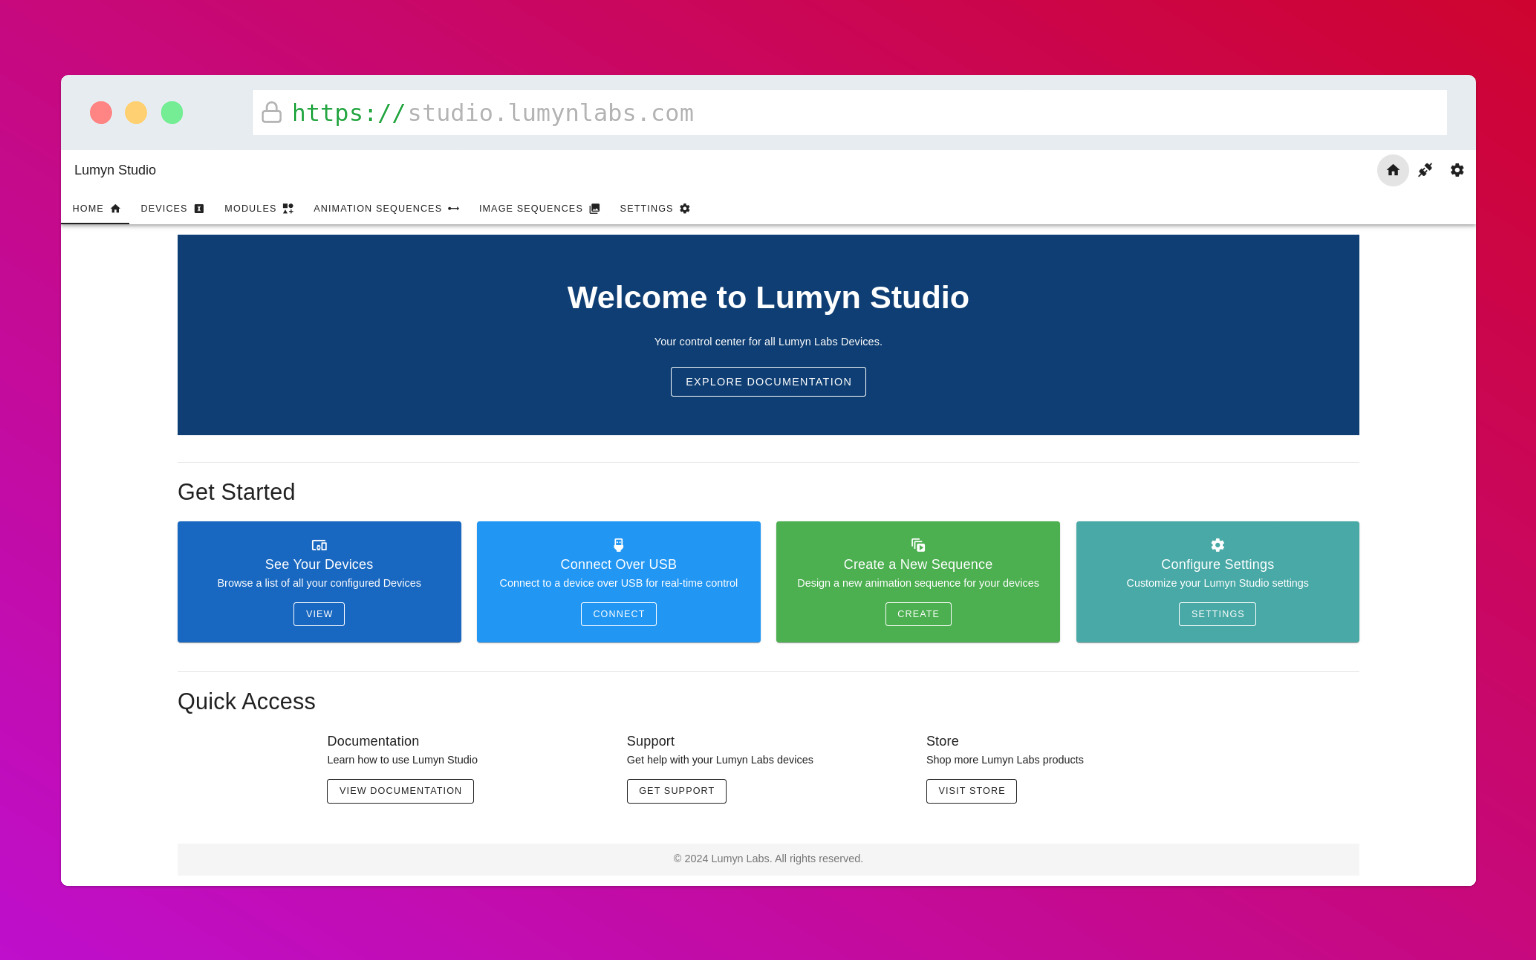 https://studio.lumynlabs.com
Lumyn Studio
HOME DEVICES MODULES ANIMATION SEQUENCES IMAGE SEQUENCES SETTINGS
Welcome to Lumyn Studio
Your control center for all Lumyn Labs Devices.
EXPLORE DOCUMENTATION
Get Started
See Your Devices
Browse a list of all your configured Devices
VIEW
Connect Over USB
Connect to a device over USB for real-time control
CONNECT
Create a New Sequence
Design a new animation sequence for your devices
CREATE
Configure Settings
Customize your Lumyn Studio settings
SETTINGS
Quick Access
Documentation
Learn how to use Lumyn Studio
VIEW DOCUMENTATION
Support
Get help with your Lumyn Labs devices
GET SUPPORT
Store
Shop more Lumyn Labs products
VISIT STORE
© 2024 Lumyn Labs. All rights reserved.